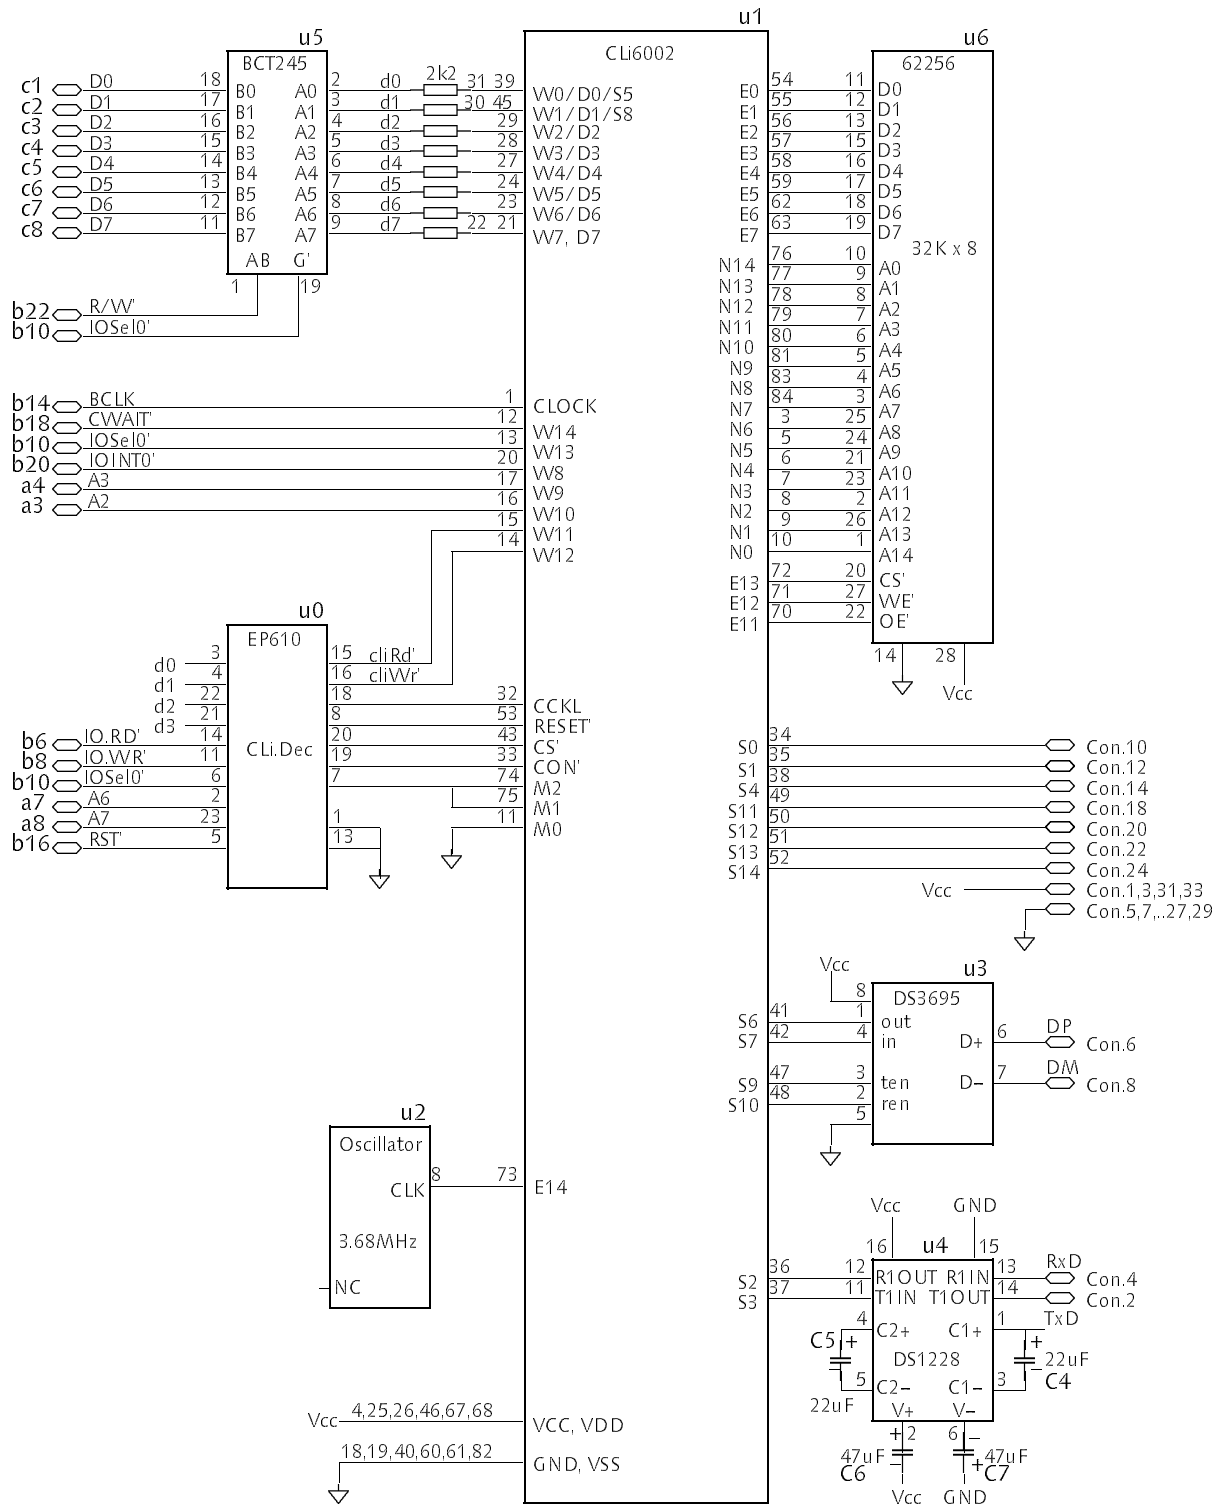 u1
CLi6002
u5
BCT245
c1 D0 18 B0 A0 2 d0 2k2 31 39 W0/D0/S5
c2 D1 17 B1 A1 3 d1 30 45 W1/D1/S8
c3 D2 16 B2 A2 4 d2 29 W2/D2
c4 D3 15 B3 A3 5 d3 28 W3/D3
c5 D4 14 B4 A4 6 d4 27 W4/D4
c6 D5 13 B5 A5 7 d5 24 W5/D5
c7 D6 12 B6 A6 8 d6 23 W6/D6
c8 D7 11 B7 A7 9 d7 22 21 W7, D7
AB G'
1 19
b22 R/W'
b10 IOSel0'
b14 BCLK 1 CLOCK
b18 CWAIT' 12 W14
b10 IOSel0' 13 W13
b20 IOINT0' 20 W8
a4 A3 17 W9
a3 A2 16 W10
15 W11
14 W12
u0
EP610
d0 3 15 cliRd'
d1 4 16 cliWr'
d2 22 18 32 CCKL
d3 21 8 53 RESET'
b6 IO.RD' 14 CLi.Dec 20 43 CS'
b8 IO.WR' 11 19 33 CON'
b10 IOSel0' 6 7 74 M2
a7 A6 2 75 M1
a8 A7 23 1 11 M0
b16 RST' 5 13
u2
Oscillator
CLK 8 73 E14
3.68MHz
NC
Vcc 4,25,26,46,67,68 VCC, VDD
18,19,40,60,61,82 GND, VSS
u6
62256
E0 54 11 D0
E1 55 12 D1
E2 56 13 D2
E3 57 15 D3
E4 58 16 D4
E5 59 17 D5
E6 62 18 D6
E7 63 19 D7
32K x 8
N14 76 10 A0
N13 77 9 A1
N12 78 8 A2
N11 79 7 A3
N10 80 6 A4
N9 81 5 A5
N8 83 4 A6
N7 84 3 A7
N6 3 25 A8
N5 5 24 A9
N4 6 21 A10
N3 7 23 A11
N2 8 2 A12
N1 9 26 A13
N0 10 1 A14
E13 72 20 CS'
E12 71 27 WE'
E11 70 22 OE'
14 28
Vcc
S0 34 Con.10
S1 35 Con.12
S4 38 Con.14
S11 49 Con.18
S12 50 Con.20
S13 51 Con.22
S14 52 Con.24
Vcc Con.1,3,31,33
Con.5,7,..27,29
u3
Vcc 8 DS3695
S6 41 1 out
S7 42 4 in D+ 6 DP Con.6
S9 47 3 ten D− 7 DM Con.8
S10 48 2 ren
5
Vcc GND
16 u4 15
S2 36 12 R1OUT R1IN 13 RxD Con.4
S3 37 11 T1IN T1OUT 14 Con.2
TxD
4 C2+ C1+ 1
C5 + DS1228 + 22uF
− − C4
22uF 5 C2− C1− 3
V+ V−
+ 2 6 −
47uF − + 47uF
C6 C7
Vcc GND